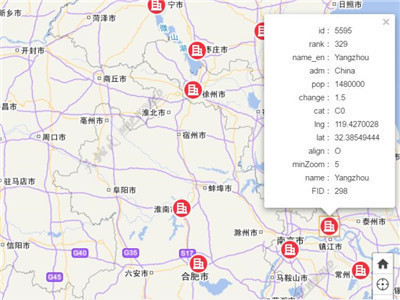 新乡市
菏泽市
宁市
日照市
微山湖
枣庄市
开封市
商丘市
徐州市
淮北市
亳州市
宿州市
周口市
驻马店市
阜阳市
蚌埠市
淮南市
信阳市
滁州市
南京市
泰州市
镇江市
G40
G35
S17
G45
六安市
合肥市
马鞍山市
常州
×
id : 5595
rank : 329
name_en : Yangzhou
adm : China
pop : 1480000
change : 1.5
cat : C0
lng : 119.4270028
lat : 32.38549444
align : O
minZoom : 5
name : Yangzhou
FID : 298